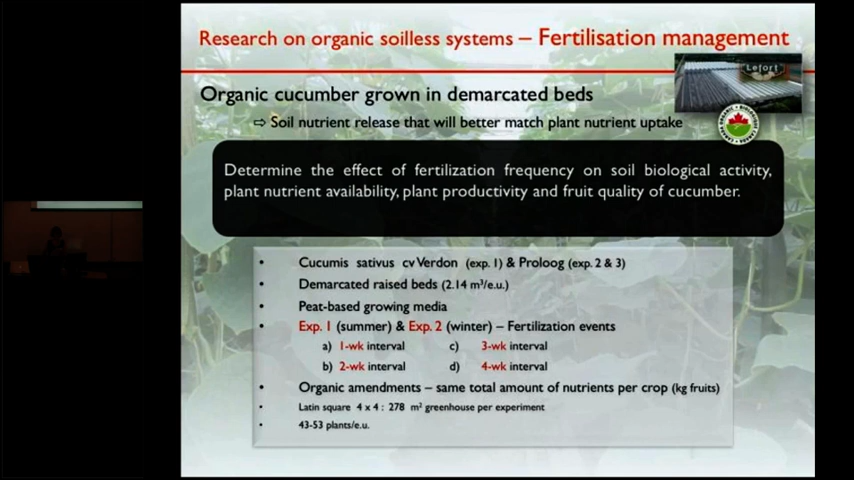 Research on organic soilless systems – Fertilisation management
Lefort
Organic cucumber grown in demarcated beds
⇨ Soil nutrient release that will better match plant nutrient uptake
Determine the effect of fertilization frequency on soil biological activity,
plant nutrient availability, plant productivity and fruit quality of cucumber.
• Cucumis sativus cv Verdon (exp. 1) & Proloog (exp. 2 & 3)
• Demarcated raised beds (2.14 m³/e.u.)
• Peat-based growing media
• Exp. 1 (summer) & Exp. 2 (winter) – Fertilization events
a) 1-wk interval c) 3-wk interval
b) 2-wk interval d) 4-wk interval
• Organic amendments – same total amount of nutrients per crop (kg fruits)
• Latin square 4 x 4 : 278 m² greenhouse per experiment
• 43-53 plants/e.u.